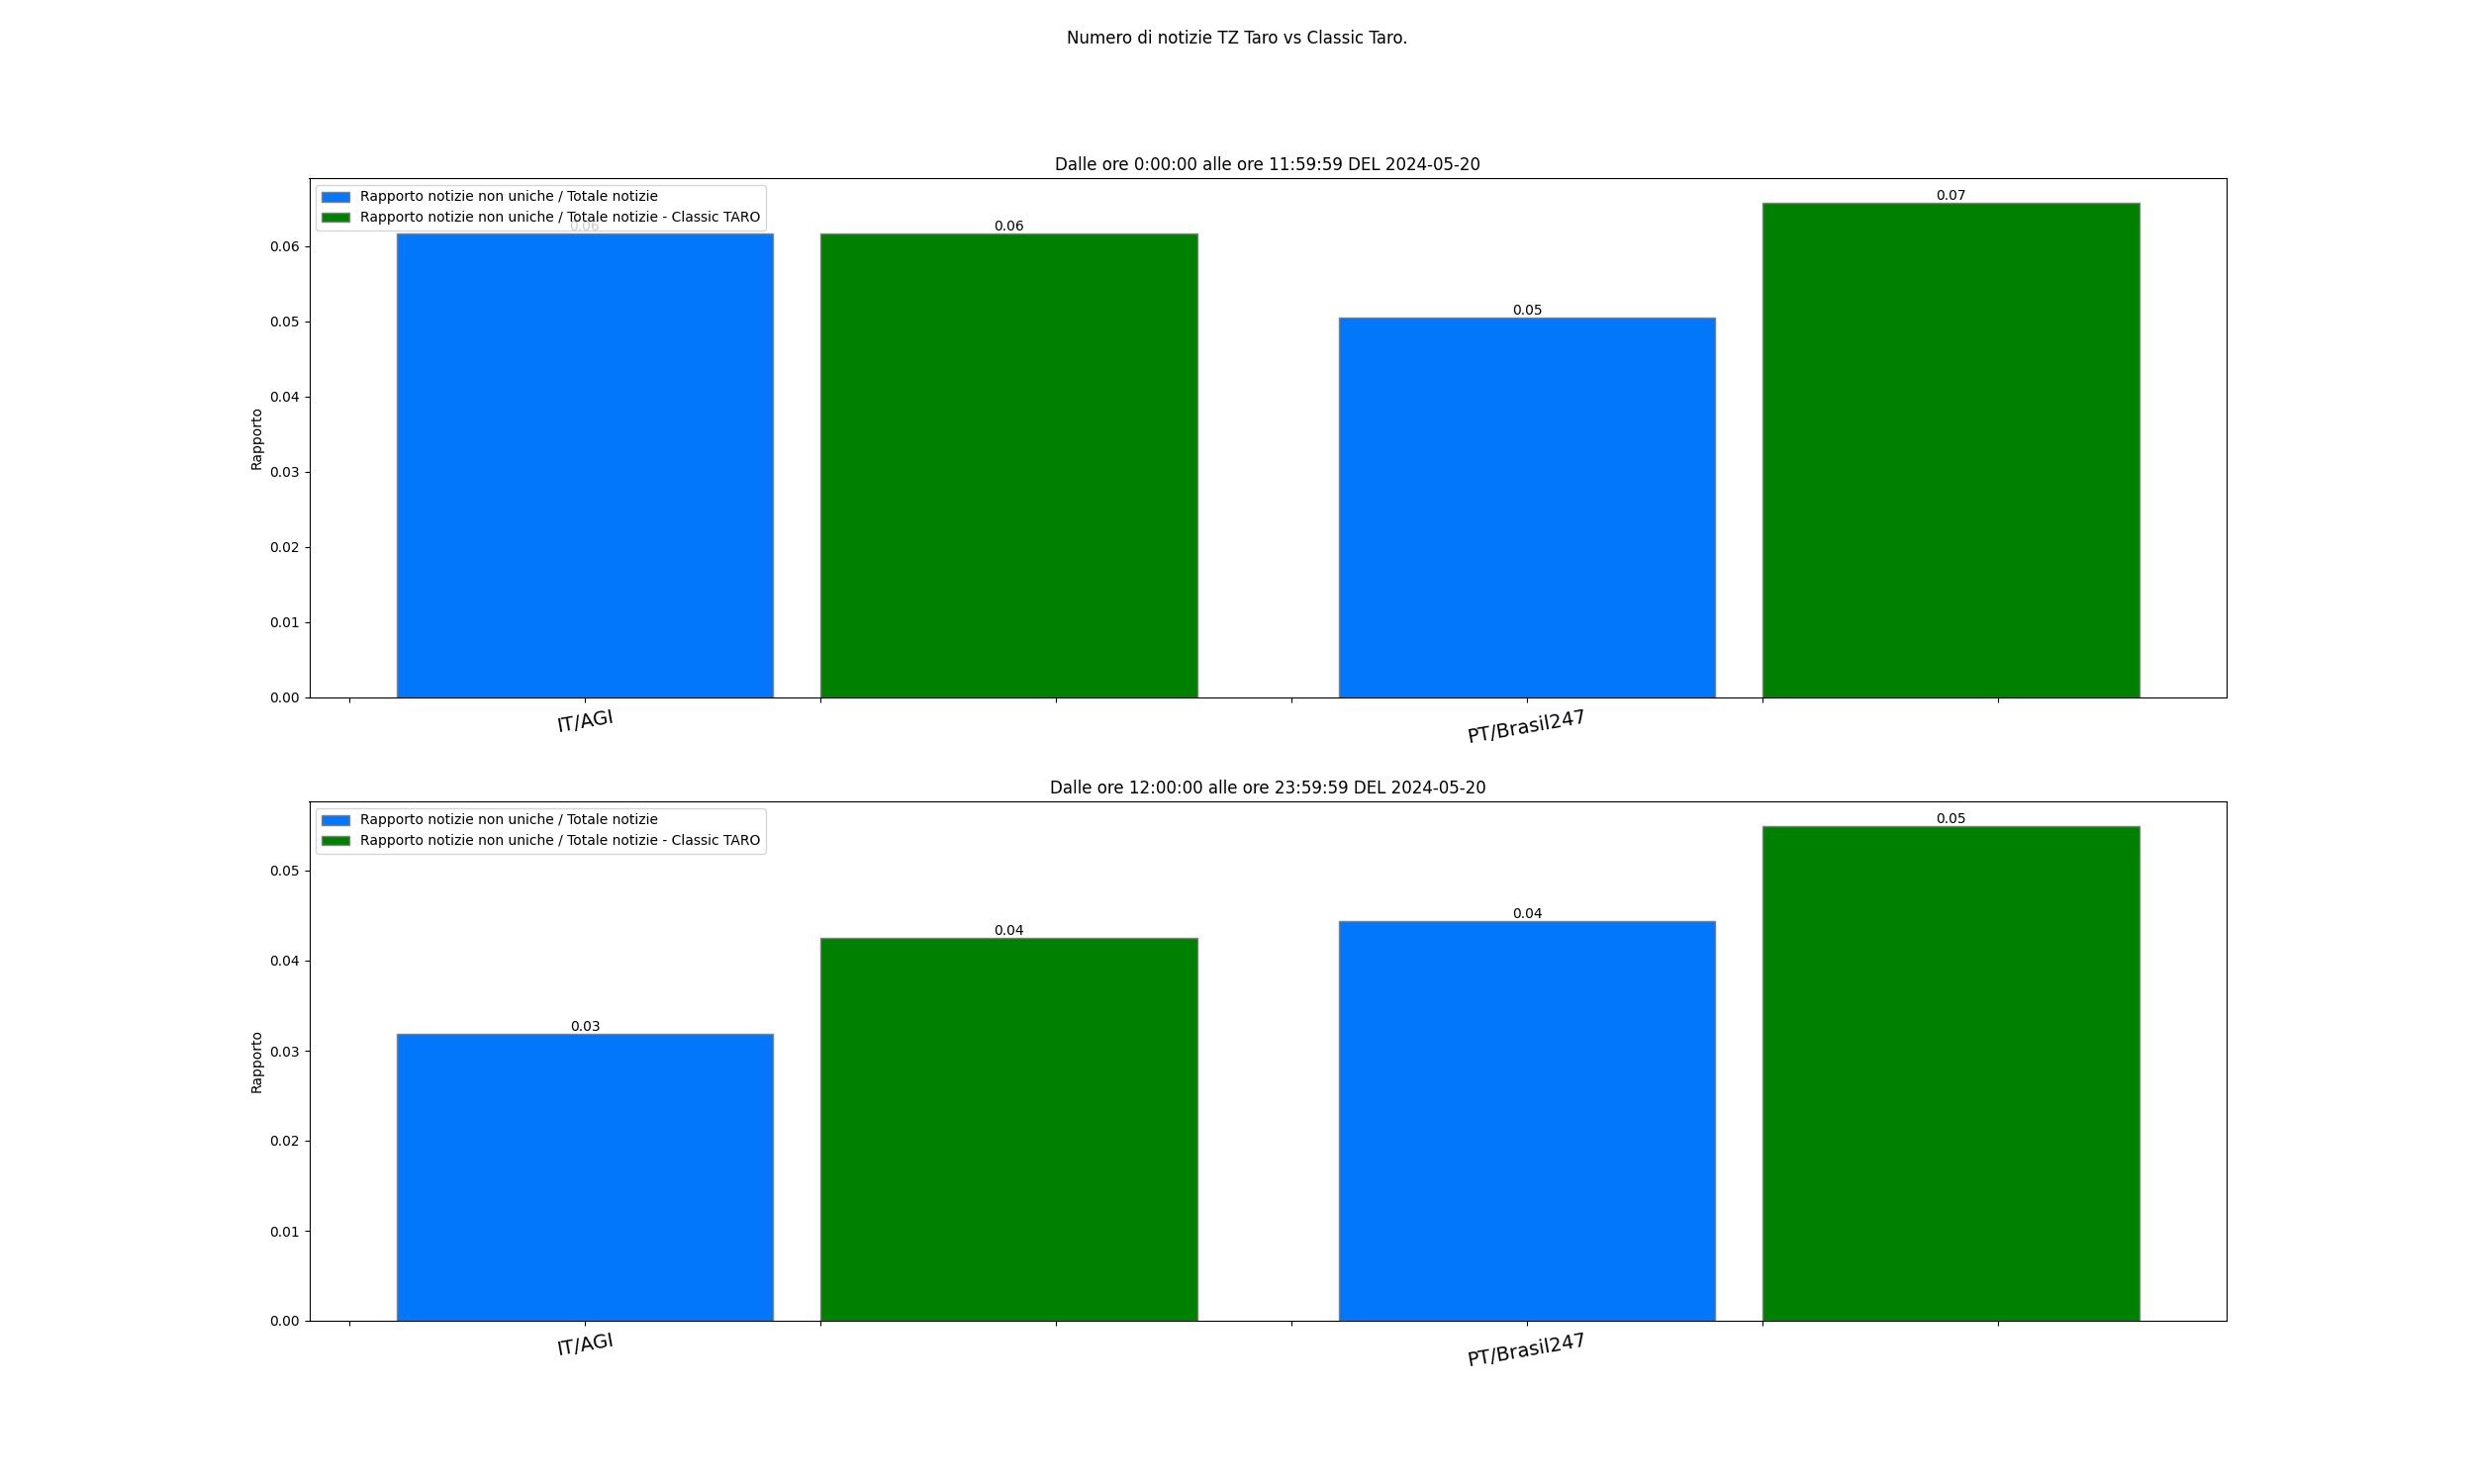 Numero di notizie TZ Taro vs Classic Taro.
Dalle ore 0:00:00 alle ore 11:59:59 DEL 2024-05-20
Rapporto notizie non uniche / Totale notizie
Rapporto notizie non uniche / Totale notizie - Classic TARO
0.07
0.06
0.06
0.05
0.06
0.05
0.04
0.03
0.02
0.01
0.00
Rapporto
IT/AGI
PT/Brasil247
Dalle ore 12:00:00 alle ore 23:59:59 DEL 2024-05-20
Rapporto notizie non uniche / Totale notizie
Rapporto notizie non uniche / Totale notizie - Classic TARO
0.05
0.04
0.04
0.03
0.05
0.04
0.03
0.02
0.01
0.00
Rapporto
IT/AGI
PT/Brasil247